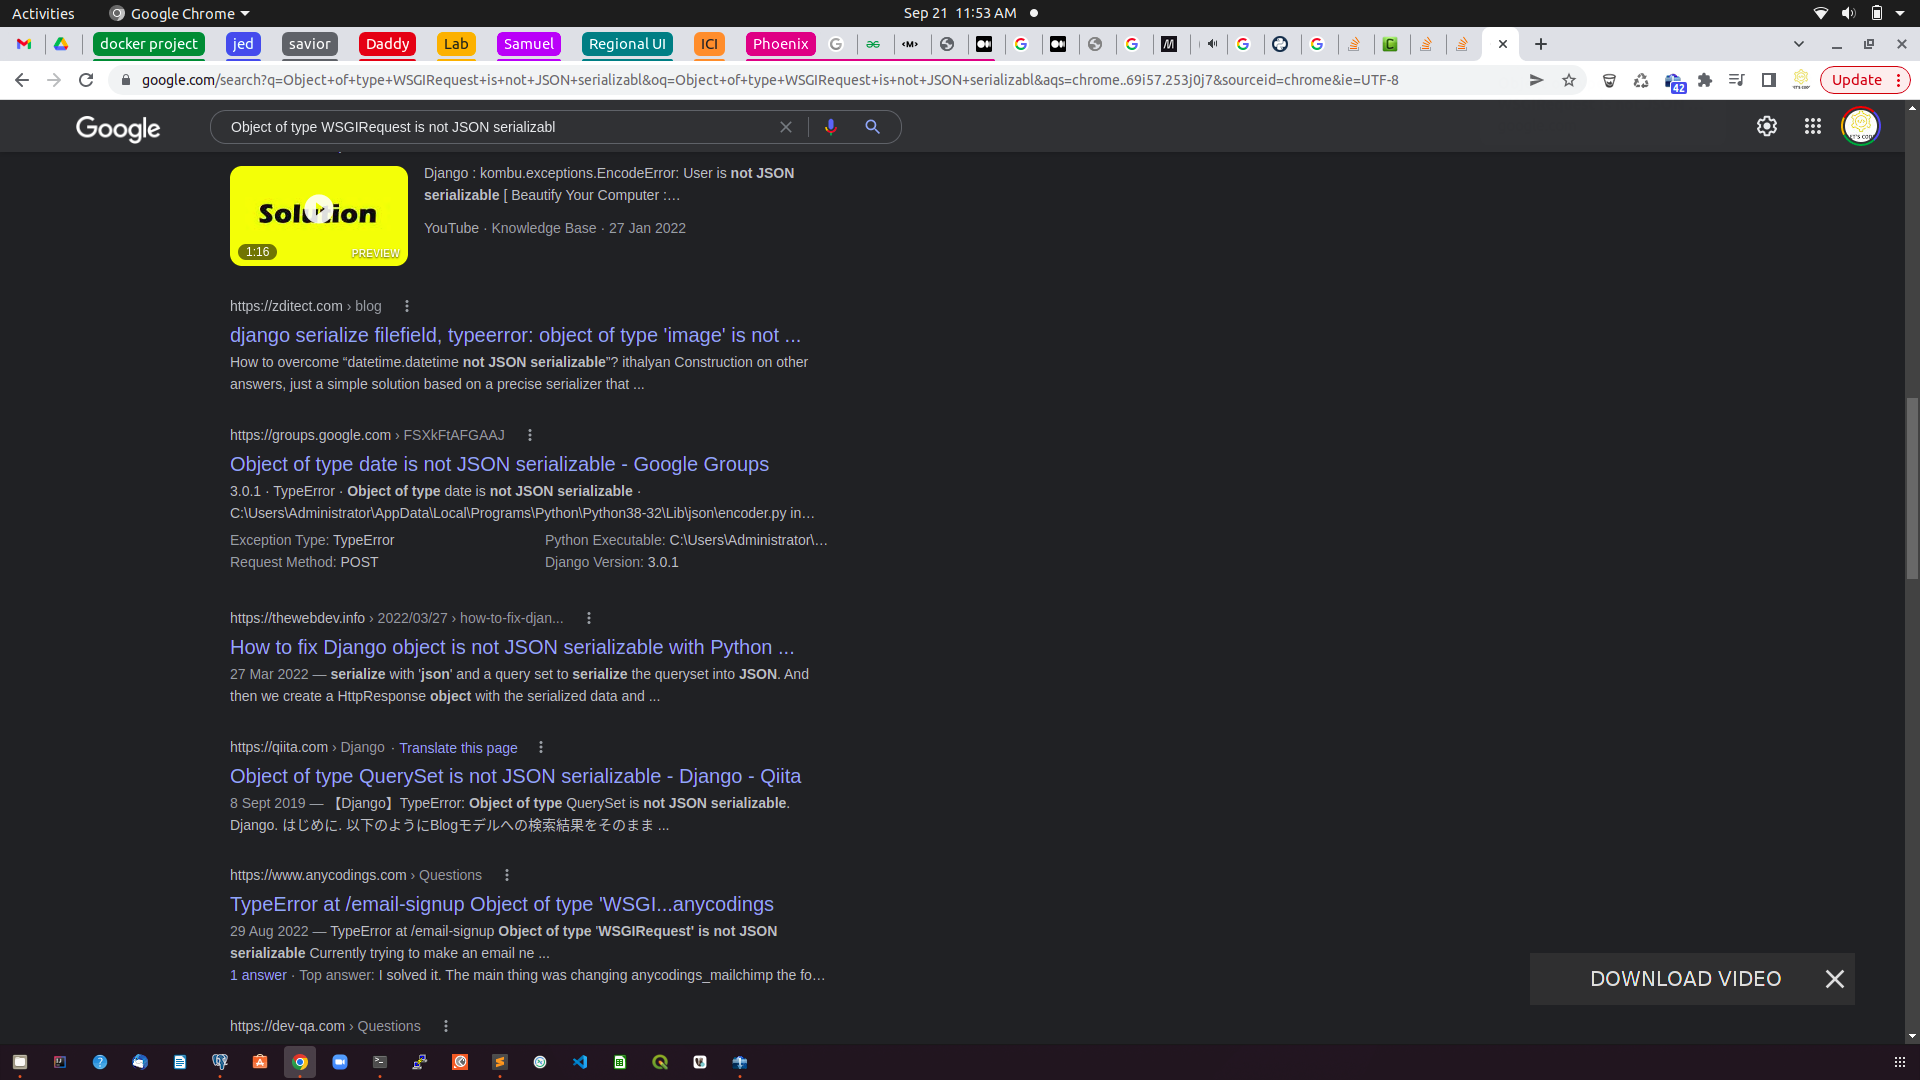 Activities
Google Chrome
Sep 21 11:53 AM
docker project
jed
savior
Daddy
Lab
Samuel
Regional UI
ICI
Phoenix
google.com/search?q=Object+of+type+WSGIRequest+is+not+JSON+serializabl&oq=Object+of+type+WSGIRequest+is+not+JSON+serializabl&aqs=chrome..69i57.253j0j7&sourceid=chrome&ie=UTF-8
42
Update
Google
Object of type WSGIRequest is not JSON serializabl
Solution
1:16
PREVIEW
Django : kombu.exceptions.EncodeError: User is not JSON
serializable [ Beautify Your Computer :…
YouTube · Knowledge Base · 27 Jan 2022
https://zditect.com › blog
django serialize filefield, typeerror: object of type 'image' is not ...
How to overcome “datetime.datetime not JSON serializable”? ithalyan Construction on other
answers, just a simple solution based on a precise serializer that ...
https://groups.google.com › FSXkFtAFGAAJ
Object of type date is not JSON serializable - Google Groups
3.0.1 · TypeError · Object of type date is not JSON serializable ·
C:\Users\Administrator\AppData\Local\Programs\Python\Python38-32\Lib\json\encoder.py in…
Exception Type: TypeError
Python Executable: C:\Users\Administrator\…
Request Method: POST
Django Version: 3.0.1
https://thewebdev.info › 2022/03/27 › how-to-fix-djan...
How to fix Django object is not JSON serializable with Python ...
27 Mar 2022 — serialize with 'json' and a query set to serialize the queryset into JSON. And
then we create a HttpResponse object with the serialized data and ...
https://qiita.com › Django · Translate this page
Object of type QuerySet is not JSON serializable - Django - Qiita
8 Sept 2019 — 【Django】TypeError: Object of type QuerySet is not JSON serializable.
Django. はじめに. 以下のようにBlogモデルへの検索結果をそのまま ...
https://www.anycodings.com › Questions
TypeError at /email-signup Object of type 'WSGI...anycodings
29 Aug 2022 — TypeError at /email-signup Object of type 'WSGIRequest' is not JSON
serializable Currently trying to make an email ne ...
1 answer · Top answer: I solved it. The main thing was changing anycodings_mailchimp the fo…
https://dev-qa.com › Questions
DOWNLOAD VIDEO